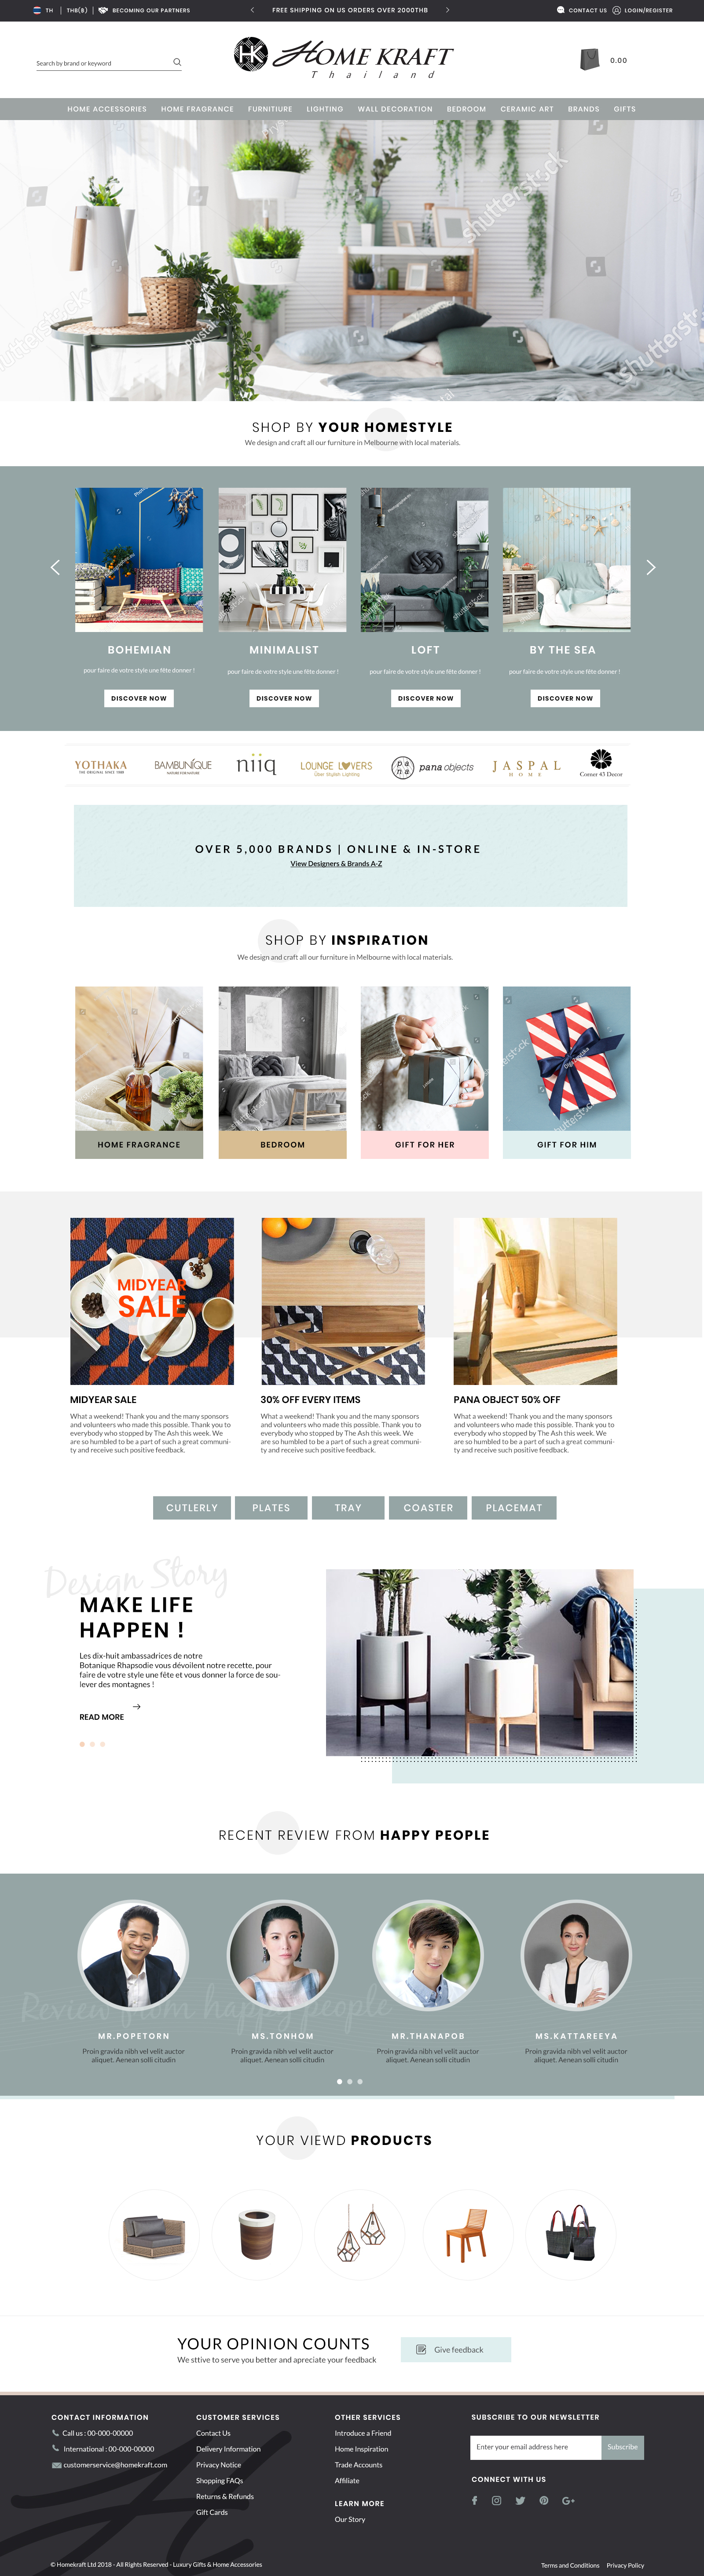 TH | THB(฿) | BECOMING OUR PARTNERS
FREE SHIPPING ON US ORDERS OVER 2000THB
CONTACT US LOGIN/REGISTER
Search by brand or keyword
HK HOME KRAFT
Thailand
0.00
HOME ACCESSORIES HOME FRAGRANCE FURNITIURE LIGHTING WALL DECORATION BEDROOM CERAMIC ART BRANDS GIFTS
shutterstock
SHOP BY YOUR HOMESTYLE
We design and craft all our furniture in Melbourne with local materials.
BOHEMIAN
pour faire de votre style une fête donner !
DISCOVER NOW
MINIMALIST
pour faire de votre style une fête donner !
DISCOVER NOW
LOFT
pour faire de votre style une fête donner !
DISCOVER NOW
BY THE SEA
pour faire de votre style une fête donner !
DISCOVER NOW
YOTHAKA
THE ORIGINAL SINCE 1988
BAMBUNIQUE
NATURE FOR NATURE
niiq
LOUNGE LOVERS
Über Stylish Lighting
pana pana objects
JASPAL
HOME
Corner 43 Decor
OVER 5,000 BRANDS | ONLINE & IN-STORE
View Designers & Brands A-Z
SHOP BY INSPIRATION
We design and craft all our furniture in Melbourne with local materials.
HOME FRAGRANCE
BEDROOM
GIFT FOR HER
GIFT FOR HIM
MIDYEAR
SALE
MIDYEAR SALE
What a weekend! Thank you and the many sponsors
and volunteers who made this possible. Thank you to
everybody who stopped by The Ash this week. We
are so humbled to be a part of such a great communi-
ty and receive such positive feedback.
30% OFF EVERY ITEMS
What a weekend! Thank you and the many sponsors
and volunteers who made this possible. Thank you to
everybody who stopped by The Ash this week. We
are so humbled to be a part of such a great communi-
ty and receive such positive feedback.
PANA OBJECT 50% OFF
What a weekend! Thank you and the many sponsors
and volunteers who made this possible. Thank you to
everybody who stopped by The Ash this week. We
are so humbled to be a part of such a great communi-
ty and receive such positive feedback.
CUTLERLY PLATES TRAY COASTER PLACEMAT
Design Story
MAKE LIFE
HAPPEN !
Les dix-huit ambassadrices de notre
Botanique Rhapsodie vous dévoilent notre recette, pour
faire de votre style une fête et vous donner la force de sou-
lever des montagnes !
READ MORE
RECENT REVIEW FROM HAPPY PEOPLE
Review from happy people
MR.POPETORN
Proin gravida nibh vel velit auctor
aliquet. Aenean solli citudin
MS.TONHOM
Proin gravida nibh vel velit auctor
aliquet. Aenean solli citudin
MR.THANAPOB
Proin gravida nibh vel velit auctor
aliquet. Aenean solli citudin
MS.KATTAREEYA
Proin gravida nibh vel velit auctor
aliquet. Aenean solli citudin
YOUR VIEWD PRODUCTS
YOUR OPINION COUNTS
We sttive to serve you better and apreciate your feedback
Give feedback
CONTACT INFORMATION
Call us : 00-000-00000
International : 00-000-00000
customerservice@homekraft.com
CUSTOMER SERVICES
Contact Us
Delivery Information
Privacy Notice
Shopping FAQs
Returns & Refunds
Gift Cards
OTHER SERVICES
Introduce a Friend
Home Inspiration
Trade Accounts
Affiliate
LEARN MORE
Our Story
SUBSCRIBE TO OUR NEWSLETTER
Enter your email address here
Subscribe
CONNECT WITH US
© Homekraft Ltd 2018 - All Rights Reserved - Luxury Gifts & Home Accessories
Terms and Conditions Privacy Policy